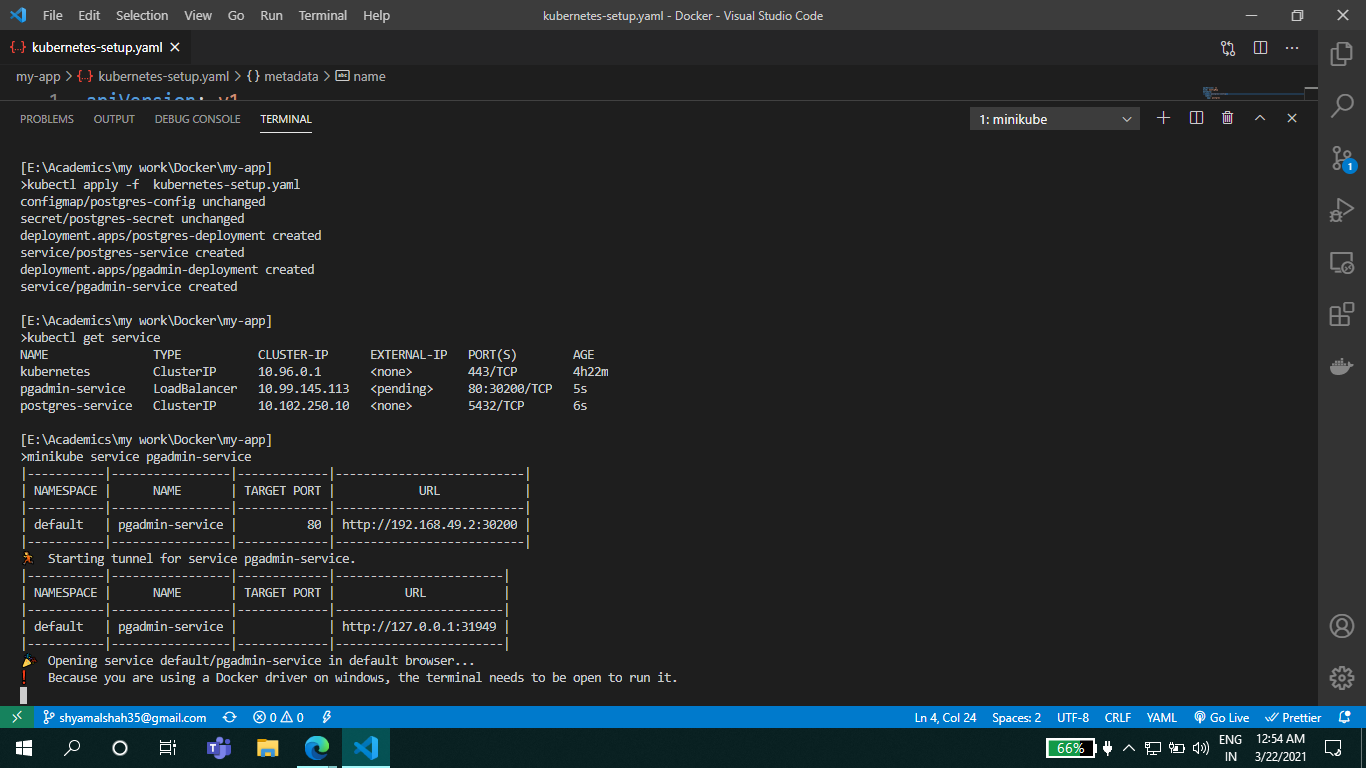 File Edit Selection View Go Run Terminal Help kubernetes-setup.yaml - Docker - Visual Studio Code
kubernetes-setup.yaml
my-app > kubernetes-setup.yaml > {} metadata > abc name
1 apiVersion: v1
PROBLEMS OUTPUT DEBUG CONSOLE TERMINAL 1: minikube
[E:\Academics\my work\Docker\my-app]
>kubectl apply -f  kubernetes-setup.yaml
configmap/postgres-config unchanged
secret/postgres-secret unchanged
deployment.apps/postgres-deployment created
service/postgres-service created
deployment.apps/pgadmin-deployment created
service/pgadmin-service created
[E:\Academics\my work\Docker\my-app]
>kubectl get service
NAME TYPE CLUSTER-IP EXTERNAL-IP PORT(S) AGE
kubernetes ClusterIP 10.96.0.1 <none> 443/TCP 4h22m
pgadmin-service LoadBalancer 10.99.145.113 <pending> 80:30200/TCP 5s
postgres-service ClusterIP 10.102.250.10 <none> 5432/TCP 6s
[E:\Academics\my work\Docker\my-app]
>minikube service pgadmin-service
|-----------|-----------------|-------------|---------------------------|
| NAMESPACE | NAME | TARGET PORT | URL |
|-----------|-----------------|-------------|---------------------------|
| default | pgadmin-service | 80 | http://192.168.49.2:30200 |
|-----------|-----------------|-------------|---------------------------|
🏃 Starting tunnel for service pgadmin-service.
|-----------|-----------------|-------------|------------------------|
| NAMESPACE | NAME | TARGET PORT | URL |
|-----------|-----------------|-------------|------------------------|
| default | pgadmin-service | | http://127.0.0.1:31949 |
|-----------|-----------------|-------------|------------------------|
🎉 Opening service default/pgadmin-service in default browser...
❗ Because you are using a Docker driver on windows, the terminal needs to be open to run it.
1
shyamalshah35@gmail.com 0 0 Ln 4, Col 24 Spaces: 2 UTF-8 CRLF YAML Go Live Prettier
66% ENG IN 12:54 AM 3/22/2021